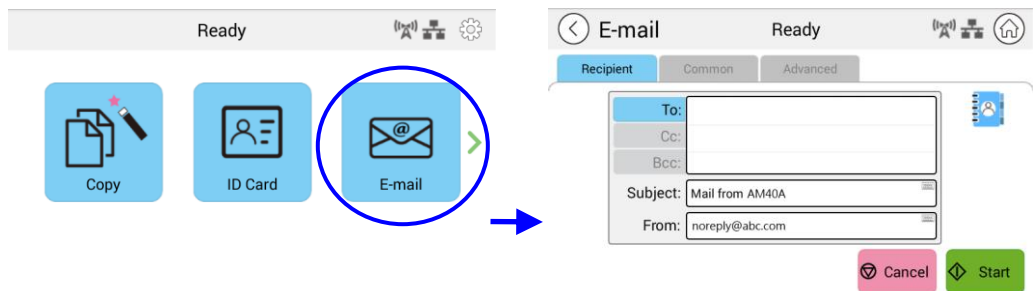 Ready
Copy
ID Card
@
E-mail
E-mail
Ready
Recipient
Common
Advanced
To:
Cc:
Bcc:
Subject: Mail from AM40A
From: noreply@abc.com
Cancel
Start